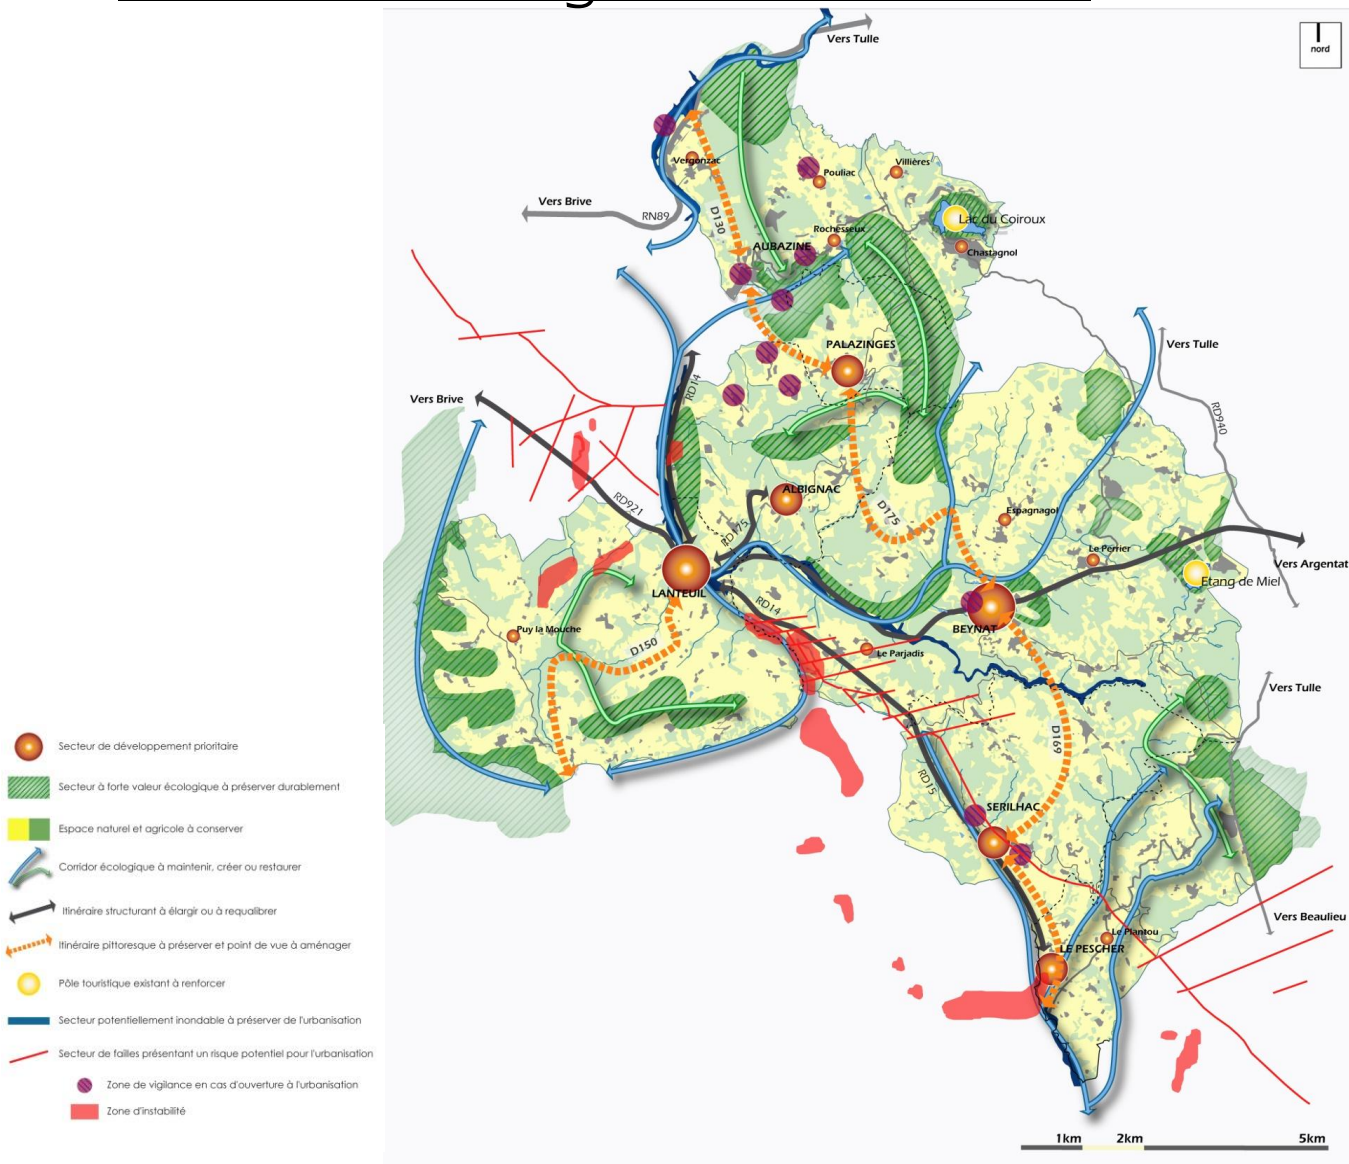 Vers Tulle
nord
Vergonzac
Pouliac
Villières
Vers Brive
RN89
D130
Lac du Coiroux
Rochesseux
AUBAZINE
Chastagnol
PALAZINGES
Vers Tulle
RD14
Vers Brive
RD940
ALBIGNAC
RD921
D175
Espagnagol
RD175
Le Perrier
Vers Argentat
Etang de Miel
LANTEUIL
RD14
BEYNAT
Puy la Mouche
D150
Le Parjadis
Vers Tulle
D169
RD15
SERILHAC
Vers Beaulieu
Le Plantou
LE PESCHER
Secteur de développement prioritaire
Secteur à forte valeur écologique à préserver durablement
Espace naturel et agricole à conserver
Corridor écologique à maintenir, créer ou restaurer
Itinéraire structurant à élargir ou à requalibrer
Itinéraire pittoresque à préserver et point de vue à aménager
Pôle touristique existant à renforcer
Secteur potentiellement inondable à préserver de l'urbanisation
Secteur de failles présentant un risque potentiel pour l'urbanisation
Zone de vigilance en cas d'ouverture à l'urbanisation
Zone d'instabilité
1km 2km 5km